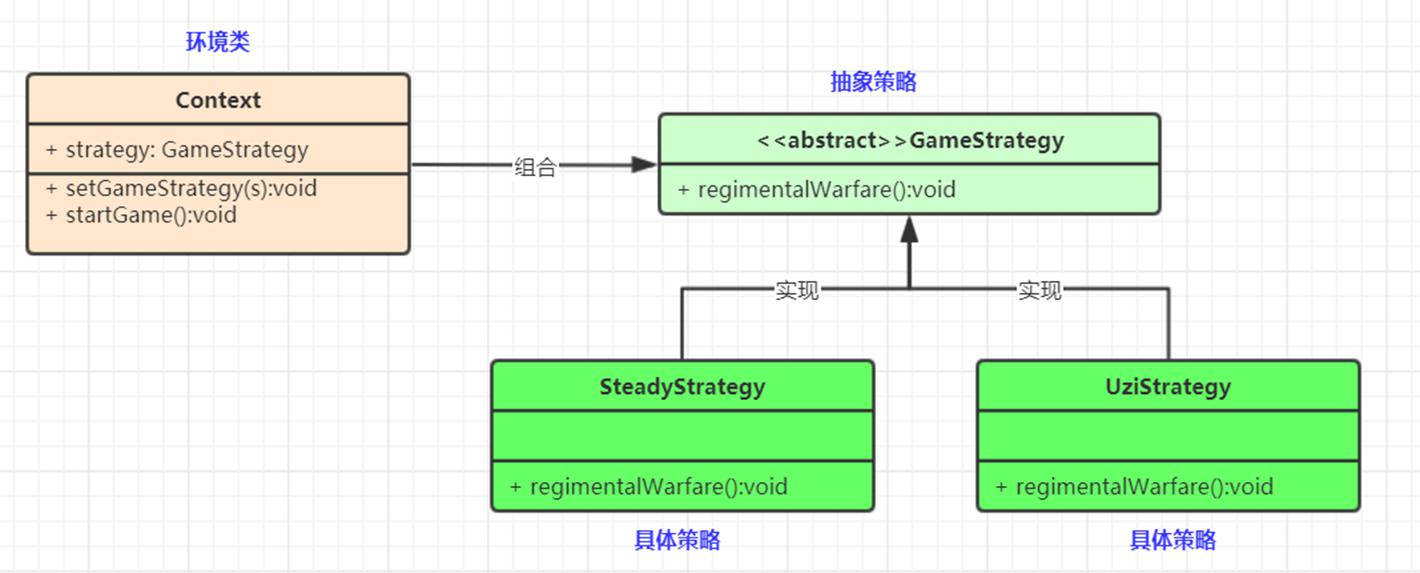 环境类
Context
+ strategy: GameStrategy
+ setGameStrategy(s):void
+ startGame():void
组合
抽象策略
<<abstract>>GameStrategy
+ regimentalWarfare():void
实现
实现
SteadyStrategy
+ regimentalWarfare():void
具体策略
UziStrategy
+ regimentalWarfare():void
具体策略